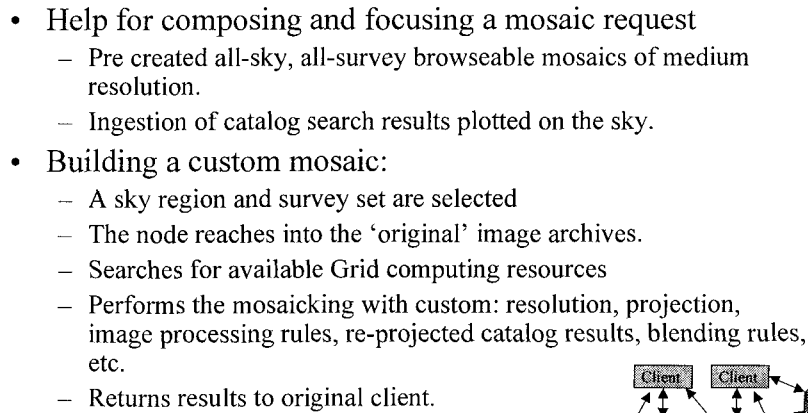 • Help for composing and focusing a mosaic request
– Pre created all-sky, all-survey browseable mosaics of medium
resolution.
– Ingestion of catalog search results plotted on the sky.
• Building a custom mosaic:
– A sky region and survey set are selected
– The node reaches into the ‘original’ image archives.
– Searches for available Grid computing resources
– Performs the mosaicking with custom: resolution, projection,
image processing rules, re-projected catalog results, blending rules,
etc.
Client Client
– Returns results to original client.